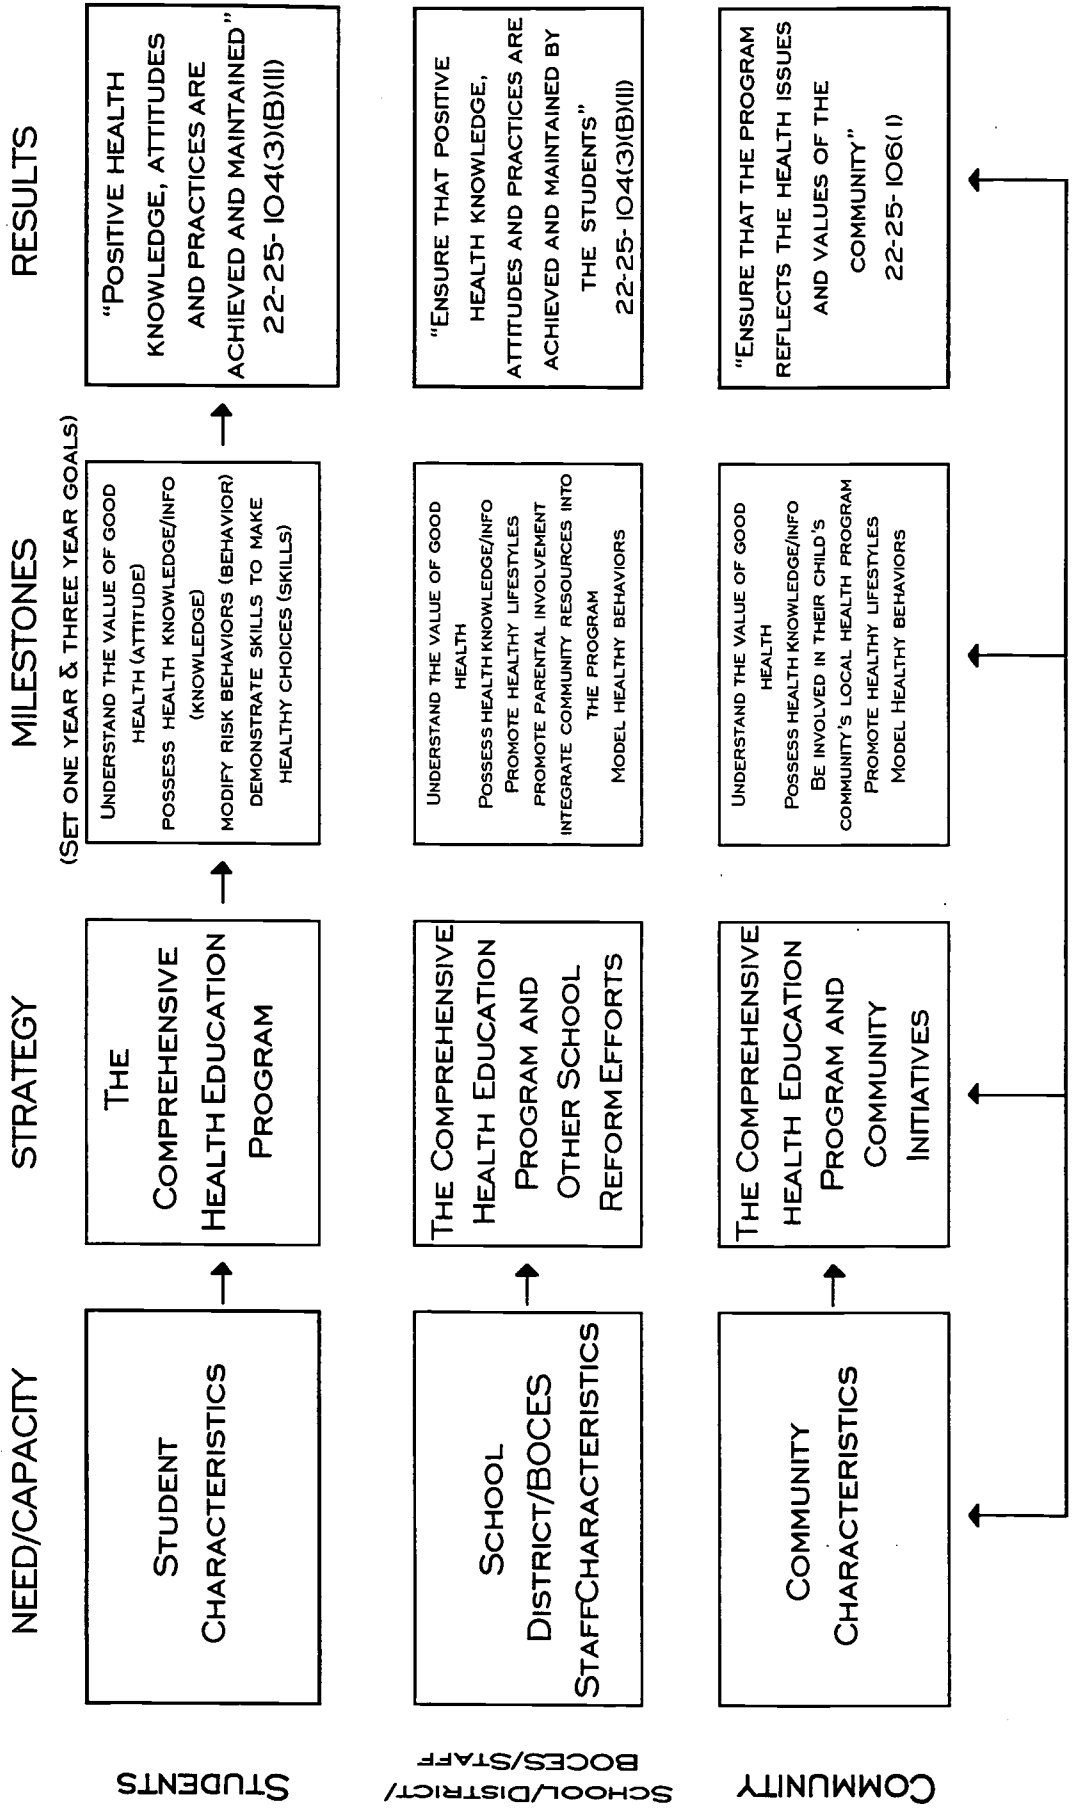 NEED/CAPACITY
STRATEGY
MILESTONES
RESULTS
(SET ONE YEAR & THREE YEAR GOALS)
STUDENTS
STUDENT
CHARACTERISTICS
THE
COMPREHENSIVE
HEALTH EDUCATION
PROGRAM
UNDERSTAND THE VALUE OF GOOD
HEALTH (ATTITUDE)
POSSESS HEALTH KNOWLEDGE/INFO
(KNOWLEDGE)
MODIFY RISK BEHAVIORS (BEHAVIOR)
DEMONSTRATE SKILLS TO MAKE
HEALTHY CHOICES (SKILLS)
"POSITIVE HEALTH
KNOWLEDGE, ATTITUDES
AND PRACTICES ARE
ACHIEVED AND MAINTAINED"
22-25-104(3)(B)(II)
SCHOOL/DISTRICT/
BOCES/STAFF
SCHOOL
DISTRICT/BOCES
STAFFCHARACTERISTICS
THE COMPREHENSIVE
HEALTH EDUCATION
PROGRAM AND
OTHER SCHOOL
REFORM EFFORTS
UNDERSTAND THE VALUE OF GOOD
HEALTH
POSSESS HEALTH KNOWLEDGE/INFO
PROMOTE HEALTHY LIFESTYLES
PROMOTE PARENTAL INVOLVEMENT
INTEGRATE COMMUNITY RESOURCES INTO
THE PROGRAM
MODEL HEALTHY BEHAVIORS
"ENSURE THAT POSITIVE
HEALTH KNOWLEDGE,
ATTITUDES AND PRACTICES ARE
ACHIEVED AND MAINTAINED BY
THE STUDENTS"
22-25-104(3)(B)(II)
COMMUNITY
COMMUNITY
CHARACTERISTICS
THE COMPREHENSIVE
HEALTH EDUCATION
PROGRAM AND
COMMUNITY
INITIATIVES
UNDERSTAND THE VALUE OF GOOD
HEALTH
POSSESS HEALTH KNOWLEDGE/INFO
BE INVOLVED IN THEIR CHILD'S
COMMUNITY'S LOCAL HEALTH PROGRAM
PROMOTE HEALTHY LIFESTYLES
MODEL HEALTHY BEHAVIORS
"ENSURE THAT THE PROGRAM
REFLECTS THE HEALTH ISSUES
AND VALUES OF THE
COMMUNITY"
22-25-106(1)